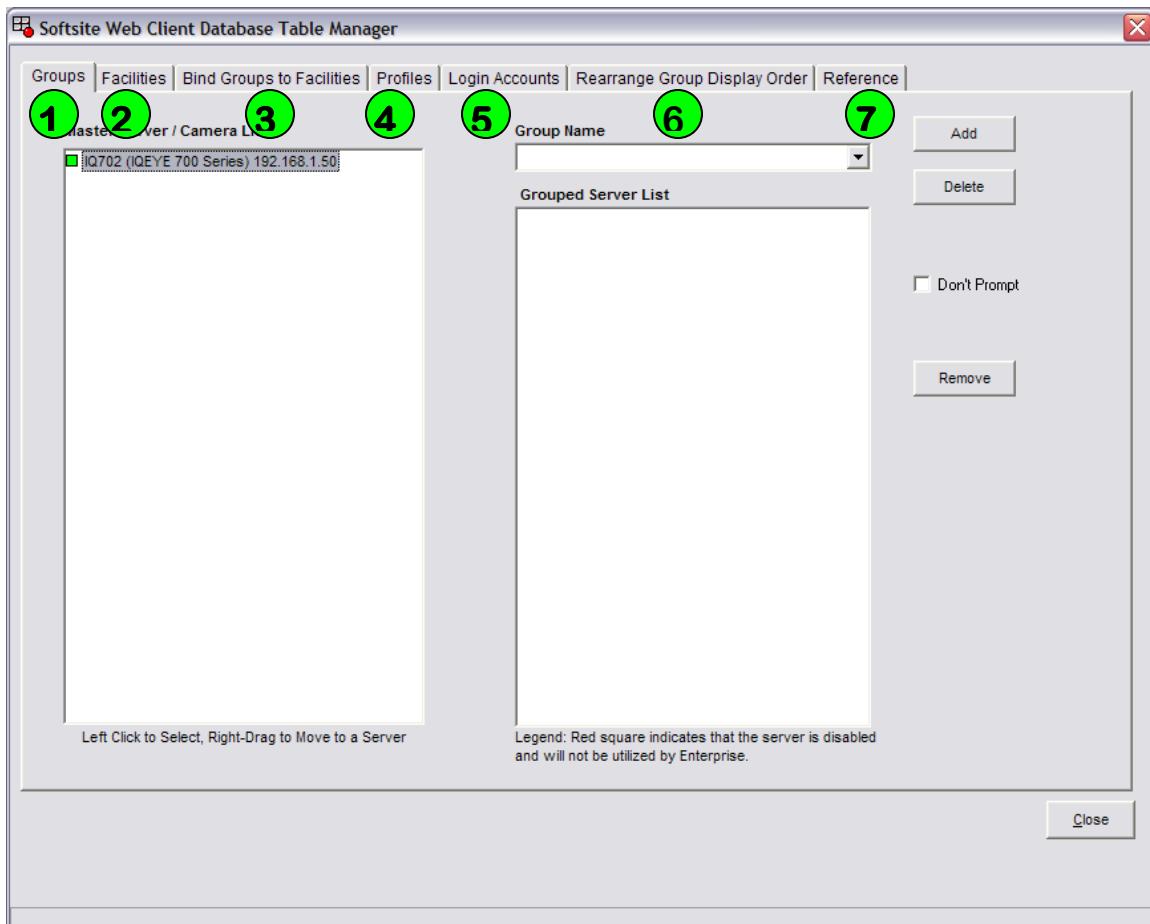 Softsite Web Client Database Table Manager
Groups Facilities Bind Groups to Facilities Profiles Login Accounts Rearrange Group Display Order Reference
1 2 3 4 5 6 7
/ Camera
Group Name
Add
IQ702 (IQEYE 700 Series) 192.168.1.50
Delete
Grouped Server List
Don't Prompt
Remove
Left Click to Select, Right-Drag to Move to a Server
Legend: Red square indicates that the server is disabled
and will not be utilized by Enterprise.
Close